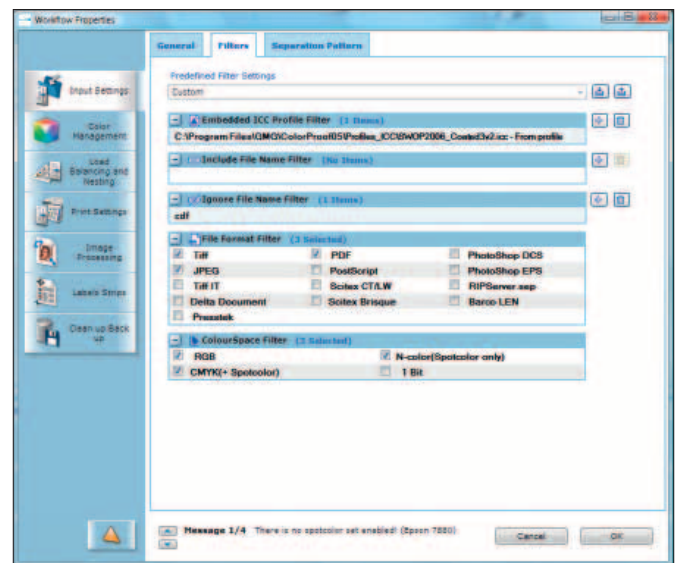 Workflow Properties
General Filters Separation Pattern
Input Settings
Color Management
Load Balancing and Nesting
Print Settings
Image Processing
Labels Strips
Clean up Back up
Predefined Filter Settings
Custom
Embedded ICC Profile Filter (1 Items)
C:\Program Files\GMG\ColorProof05\Profiles_ICC\SWOP2006_Coated3v2.icc - From profile
Include File Name Filter (No Items)
Ignore File Name Filter (1 Items)
cdf
File Format Filter (3 Selected)
Tiff PDF PhotoShop DCS
JPEG PostScript PhotoShop EPS
Tiff IT Scitex CT/LW RIPServer sep
Delta Document Scitex Brisque Barco LEN
Presstek
ColourSpace Filter (3 Selected)
RGB N-color(Spotcolor only)
CMYK(+ Spotcolor) 1 Bit
Message 1/4 There is no spotcolor set enabled! (Epson 7880)
Cancel OK